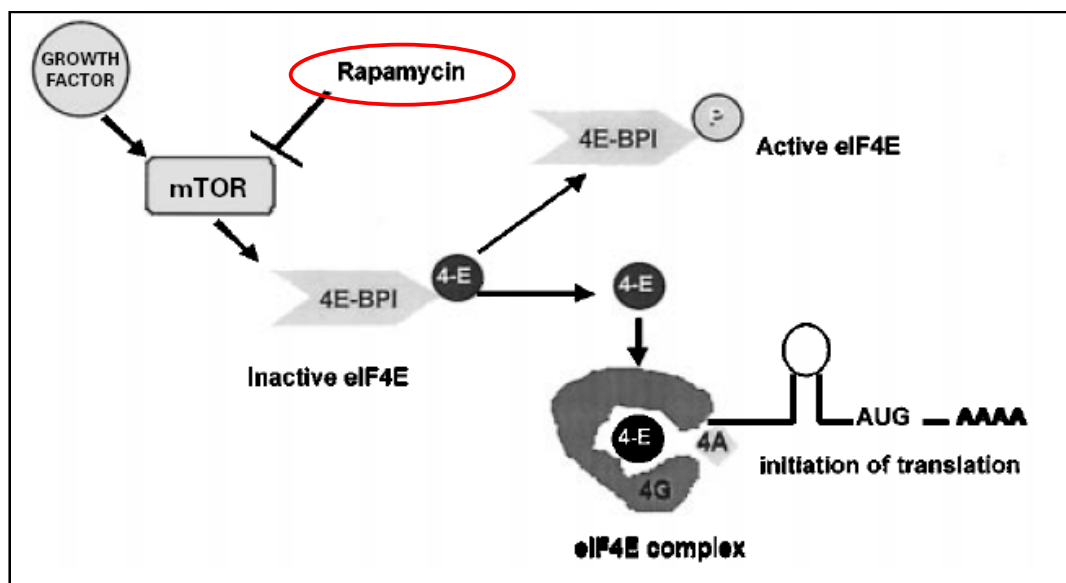 GROWTH
FACTOR
Rapamycin
4E-BPI
P
Active eIF4E
mTOR
4E-BPI
4-E
4-E
Inactive eIF4E
4-E
4A
4G
AUG
AAAA
initiation of translation
eIF4E complex